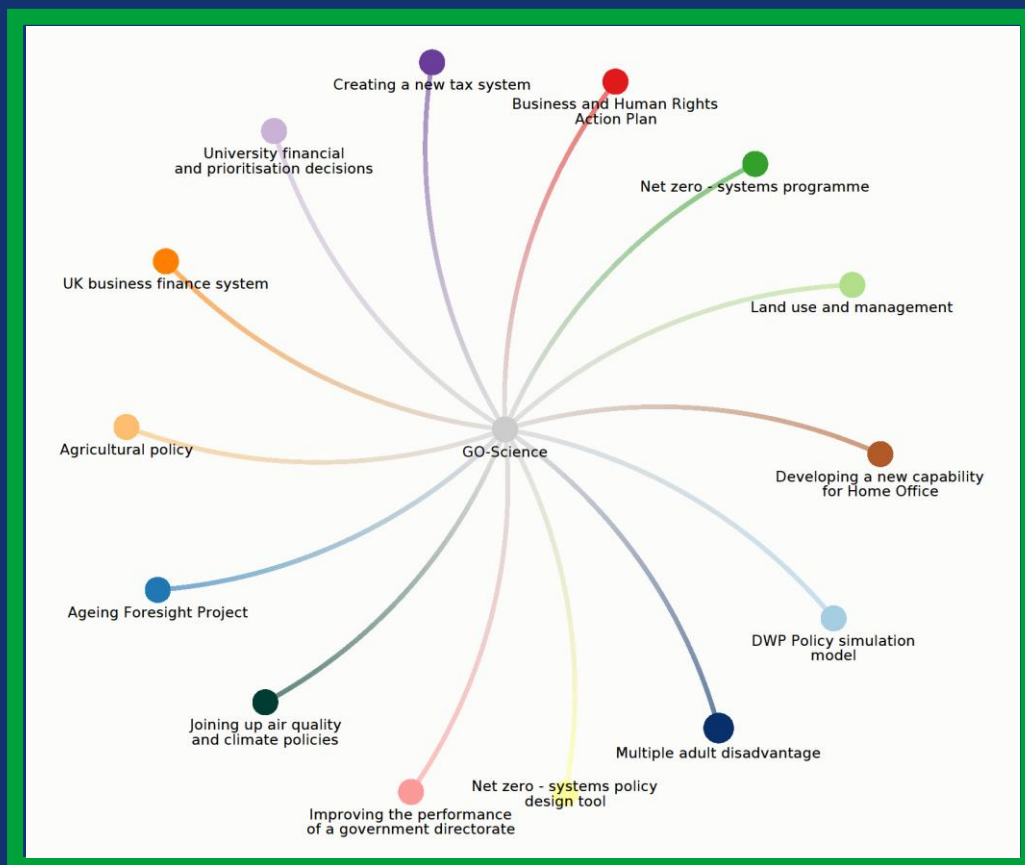 Creating a new tax system
Business and Human Rights
Action Plan
University financial
and prioritisation decisions
Net zero - systems programme
UK business finance system
Land use and management
Agricultural policy
GO-Science
Developing a new capability
for Home Office
Ageing Foresight Project
DWP Policy simulation
model
Joining up air quality
and climate policies
Multiple adult disadvantage
Net zero - systems policy
design tool
Improving the performance
of a government directorate